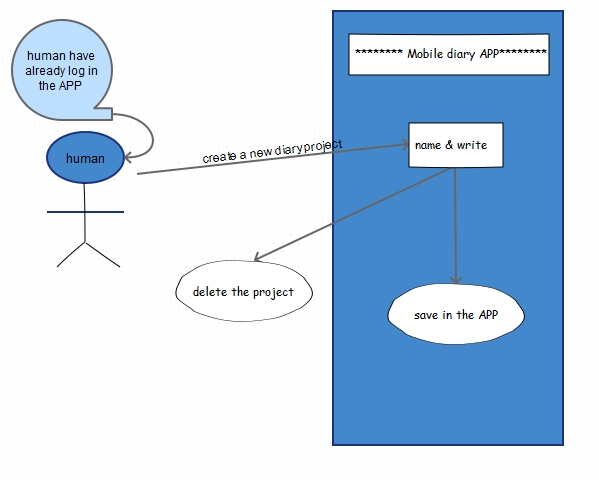 human have
already log in
the APP
******** Mobile diary APP********
human
create a new diary project
name & write
delete the project
save in the APP